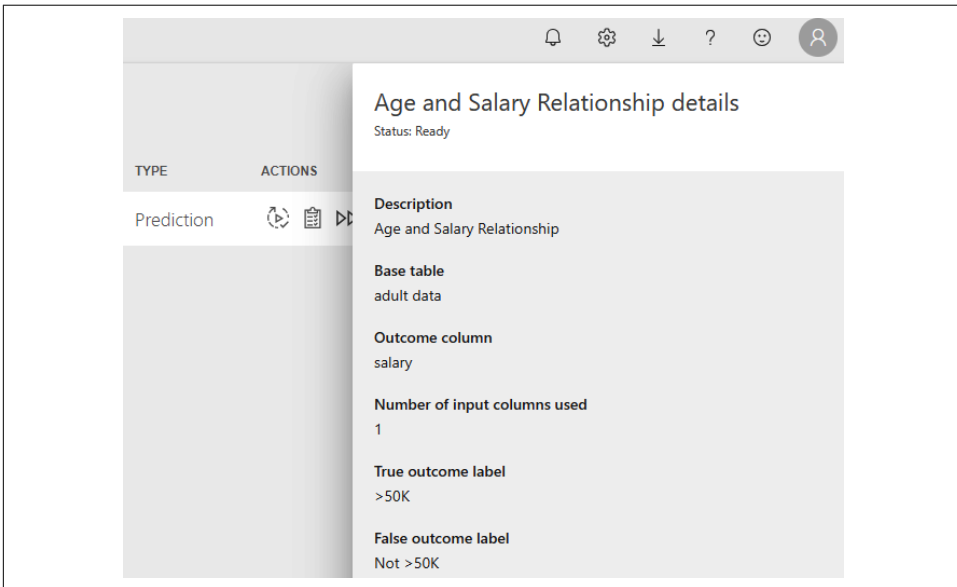 Age and Salary Relationship details
Status: Ready
TYPE
ACTIONS
Prediction
Description
Age and Salary Relationship
Base table
adult data
Outcome column
salary
Number of input columns used
1
True outcome label
>50K
False outcome label
Not >50K